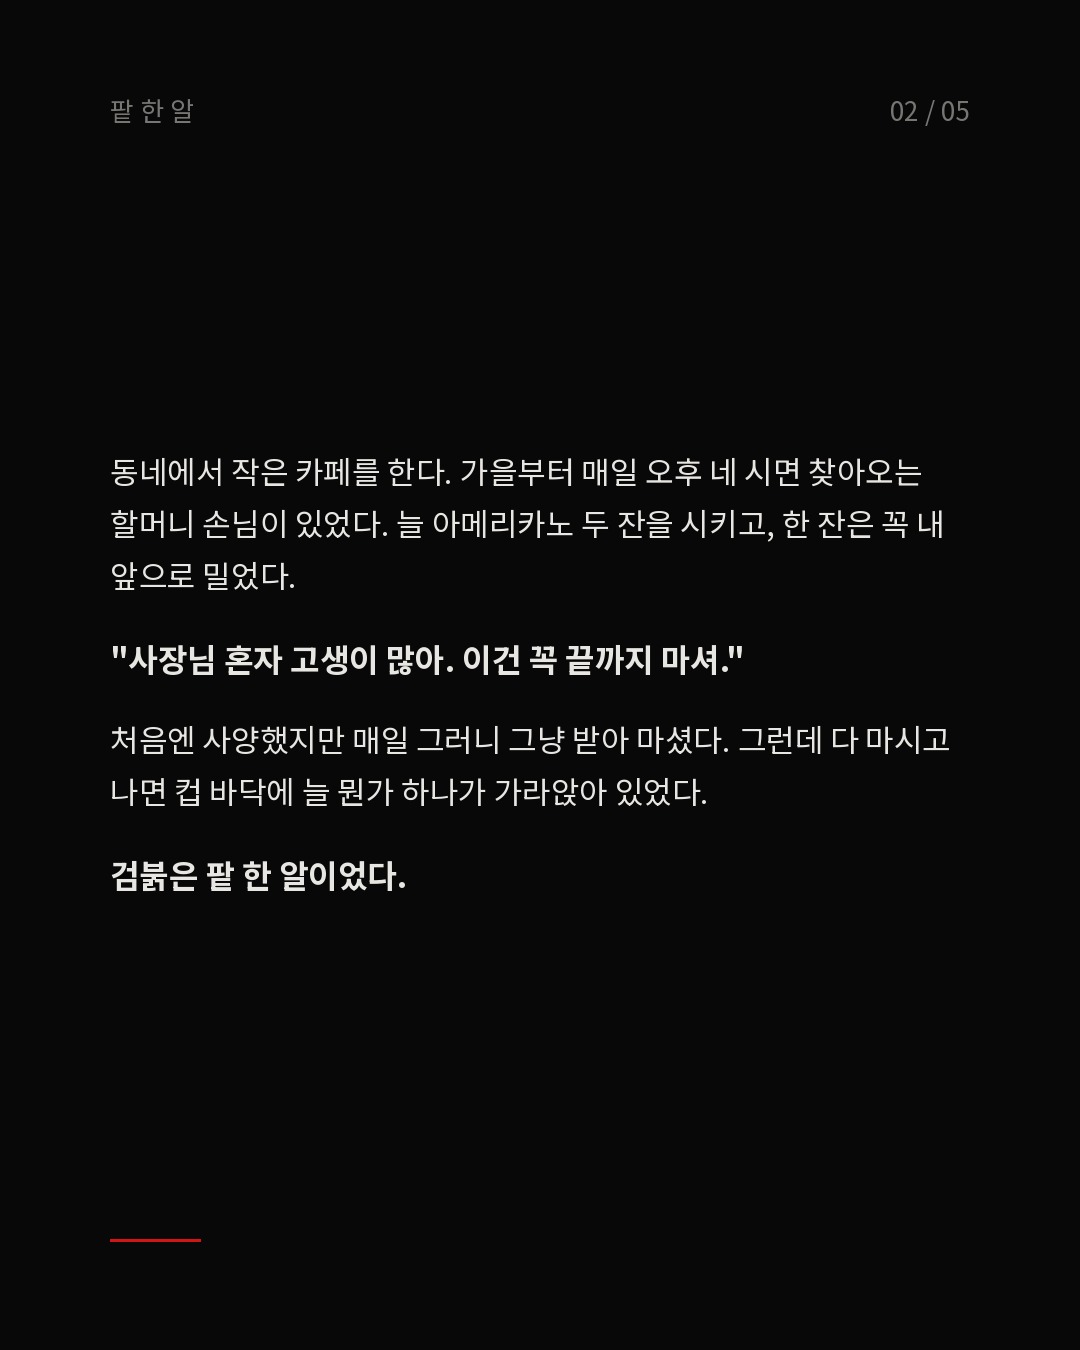 팥 한 알
02 / 05
동네에서 작은 카페를 한다. 가을부터 매일 오후 네 시면 찾아오는
할머니 손님이 있었다. 늘 아메리카노 두 잔을 시키고, 한 잔은 꼭 내
앞으로 밀었다.
"사장님 혼자 고생이 많아. 이건 꼭 끝까지 마셔."
처음엔 사양했지만 매일 그러니 그냥 받아 마셨다. 그런데 다 마시고
나면 컵 바닥에 늘 뭔가 하나가 가라앉아 있었다.
검붉은 팥 한 알이었다.